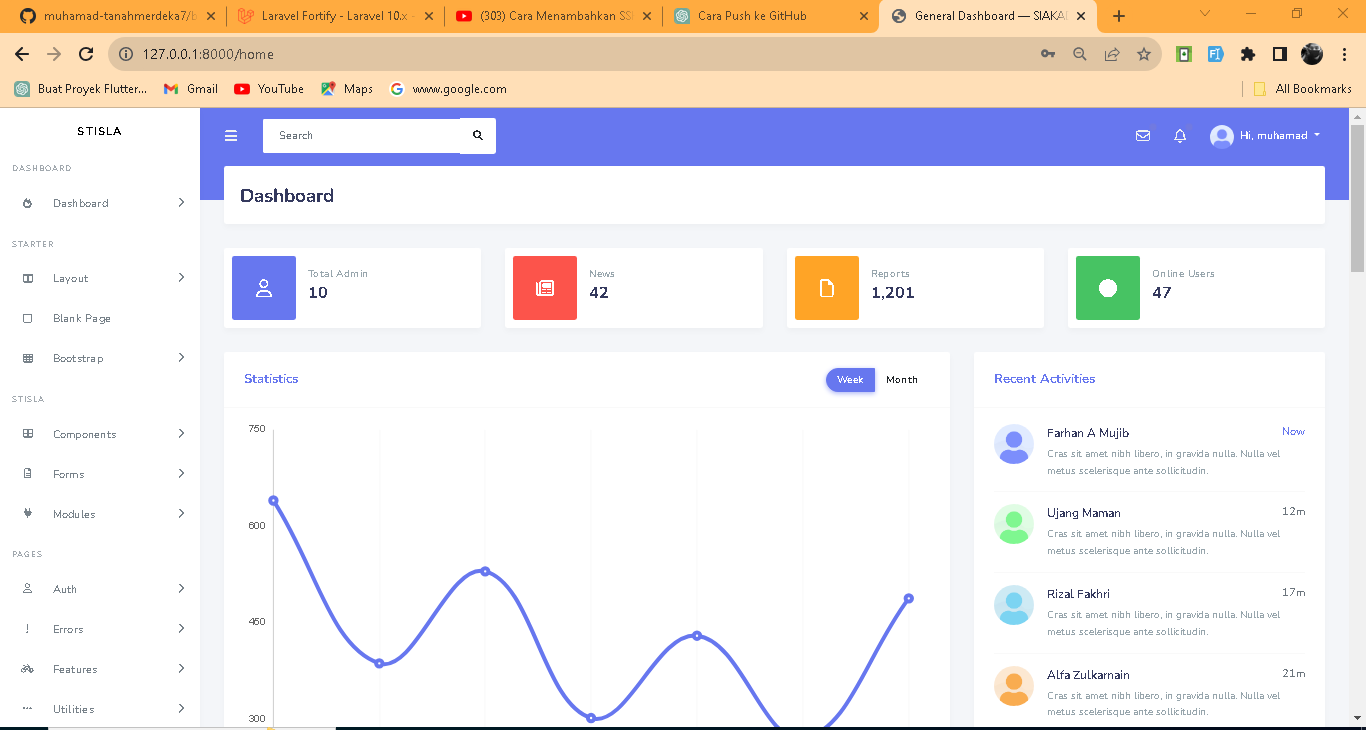 muhamad-tanahmerdeka7/b
Laravel Fortify - Laravel 10.x -
(303) Cara Menambahkan SS
Cara Push ke GitHub
General Dashboard — SIAKA
127.0.0.1:8000/home
Buat Proyek Flutter...
Gmail
YouTube
Maps
www.google.com
All Bookmarks
STISLA
Search
Hi, muhamad
DASHBOARD
Dashboard
STARTER
Layout
Blank Page
Bootstrap
STISLA
Components
Forms
Modules
PAGES
Auth
Errors
Features
Utilities
Dashboard
Total Admin
10
News
42
Reports
1,201
Online Users
47
Statistics
Week
Month
750
600
450
300
Recent Activities
Farhan A Mujib
Now
Cras sit amet nibh libero, in gravida nulla. Nulla vel
metus scelerisque ante sollicitudin.
Ujang Maman
12m
Cras sit amet nibh libero, in gravida nulla. Nulla vel
metus scelerisque ante sollicitudin.
Rizal Fakhri
17m
Cras sit amet nibh libero, in gravida nulla. Nulla vel
metus scelerisque ante sollicitudin.
Alfa Zulkarnain
21m
Cras sit amet nibh libero, in gravida nulla. Nulla vel
metus scelerisque ante sollicitudin.